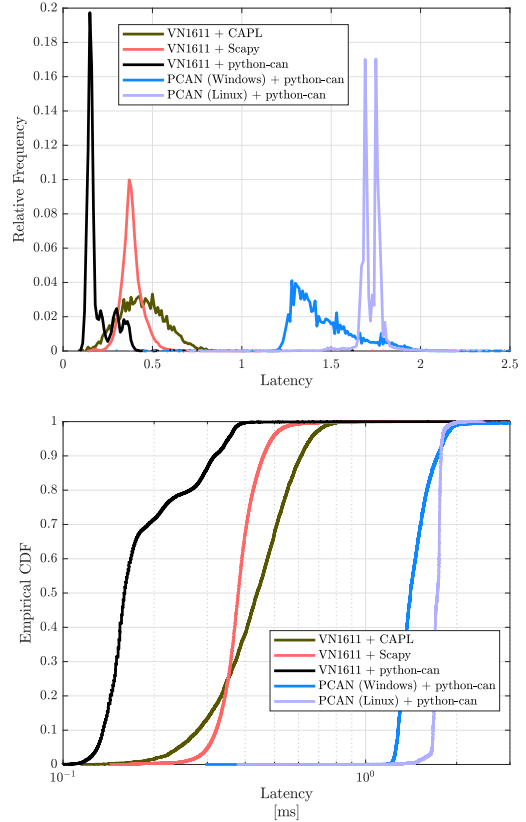 0.2
0.18
0.16
0.14
0.12
0.1
0.08
0.06
0.04
0.02
0
Relative Frequency
VN1611 + CAPL
VN1611 + Scapy
VN1611 + python-can
PCAN (Windows) + python-can
PCAN (Linux) + python-can
0 0.5 1 1.5 2 2.5
Latency
1
0.9
0.8
0.7
0.6
0.5
0.4
0.3
0.2
0.1
0
Empirical CDF
VN1611 + CAPL
VN1611 + Scapy
VN1611 + python-can
PCAN (Windows) + python-can
PCAN (Linux) + python-can
10⁻¹ 10⁰
Latency
[ms]